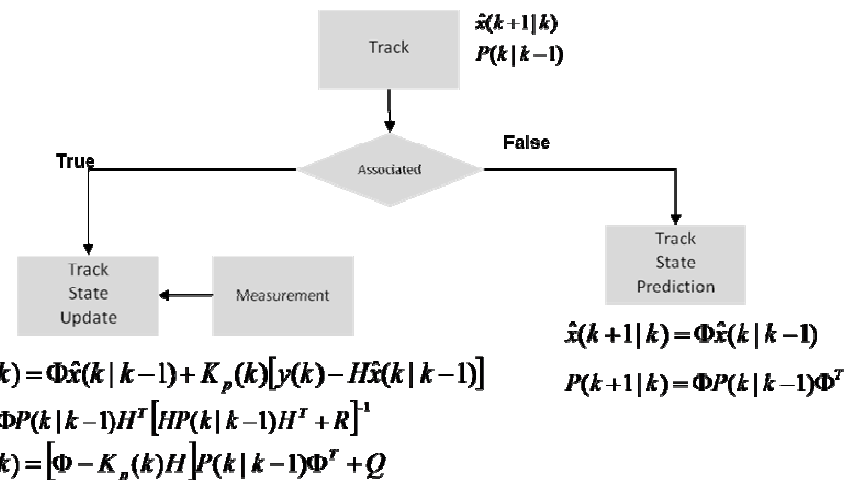 Track
x̂(k+1|k)
P(k|k−1)
True
False
Associated
Track
State
Update
Measurement
Track
State
Prediction
k)=Φx̂(k|k−1)+K_p(k)[y(k)−Hx̂(k|k−1)]
ΦP(k|k−1)H^T[HP(k|k−1)H^T+R]^-1
k)=[Φ−K_p(k)H]P(k|k−1)Φ^T+Q
x̂(k+1|k)=Φx̂(k|k−1)
P(k+1|k)=ΦP(k|k−1)Φ^T